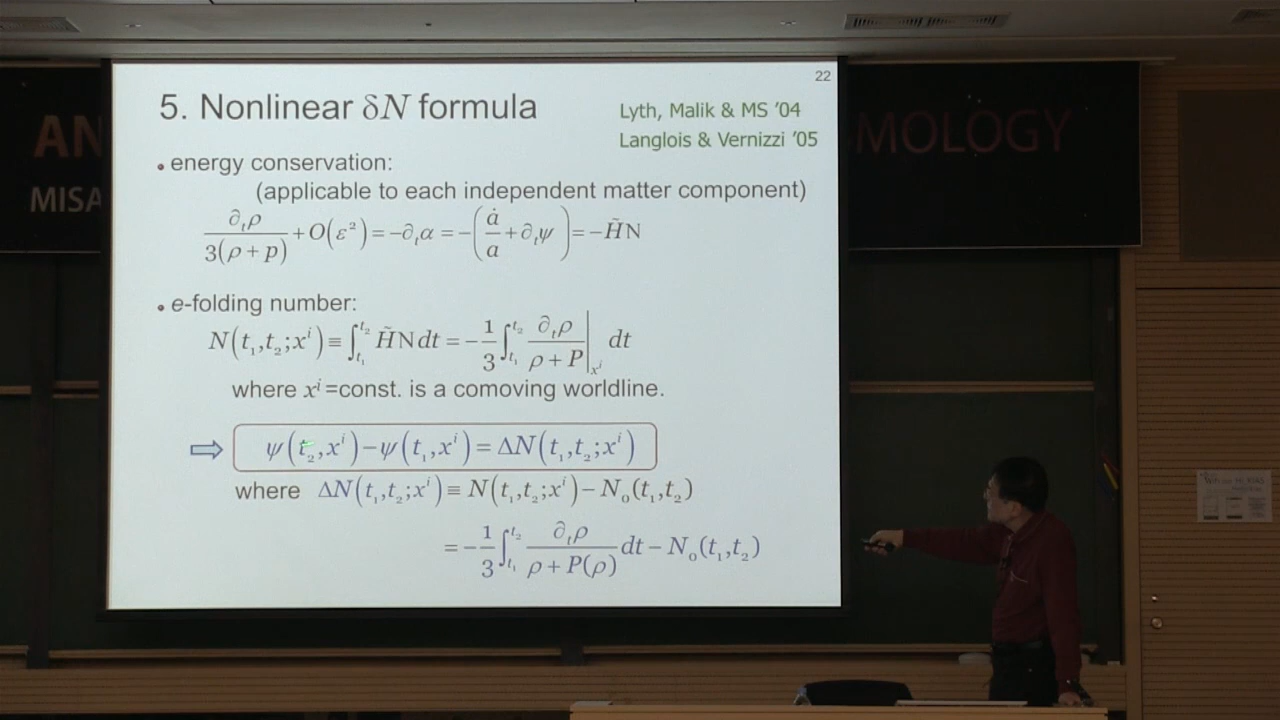 22
5. Nonlinear δN formula
Lyth, Malik & MS '04
Langlois & Vernizzi '05
• energy conservation:
(applicable to each independent matter component)
∂ₜρ / 3(ρ + p) + O(ε²) = −∂ₜα = −(ȧ/a + ∂ₜψ) = −H̃N
• e-folding number:
N(t₁,t₂;xⁱ) ≡ ∫_{t₁}^{t₂} H̃N dt = −1/3 ∫_{t₁}^{t₂} ∂ₜρ / (ρ + P) |_{xⁱ} dt
where xⁱ =const. is a comoving worldline.
⇨ ψ(t₂,xⁱ) − ψ(t₁,xⁱ) = ΔN(t₁,t₂;xⁱ)
where ΔN(t₁,t₂;xⁱ) ≡ N(t₁,t₂;xⁱ) − N₀(t₁,t₂)
= −1/3 ∫_{t₁}^{t₂} ∂ₜρ / (ρ + P(ρ)) dt − N₀(t₁,t₂)
AN
MOLOGY
MISA